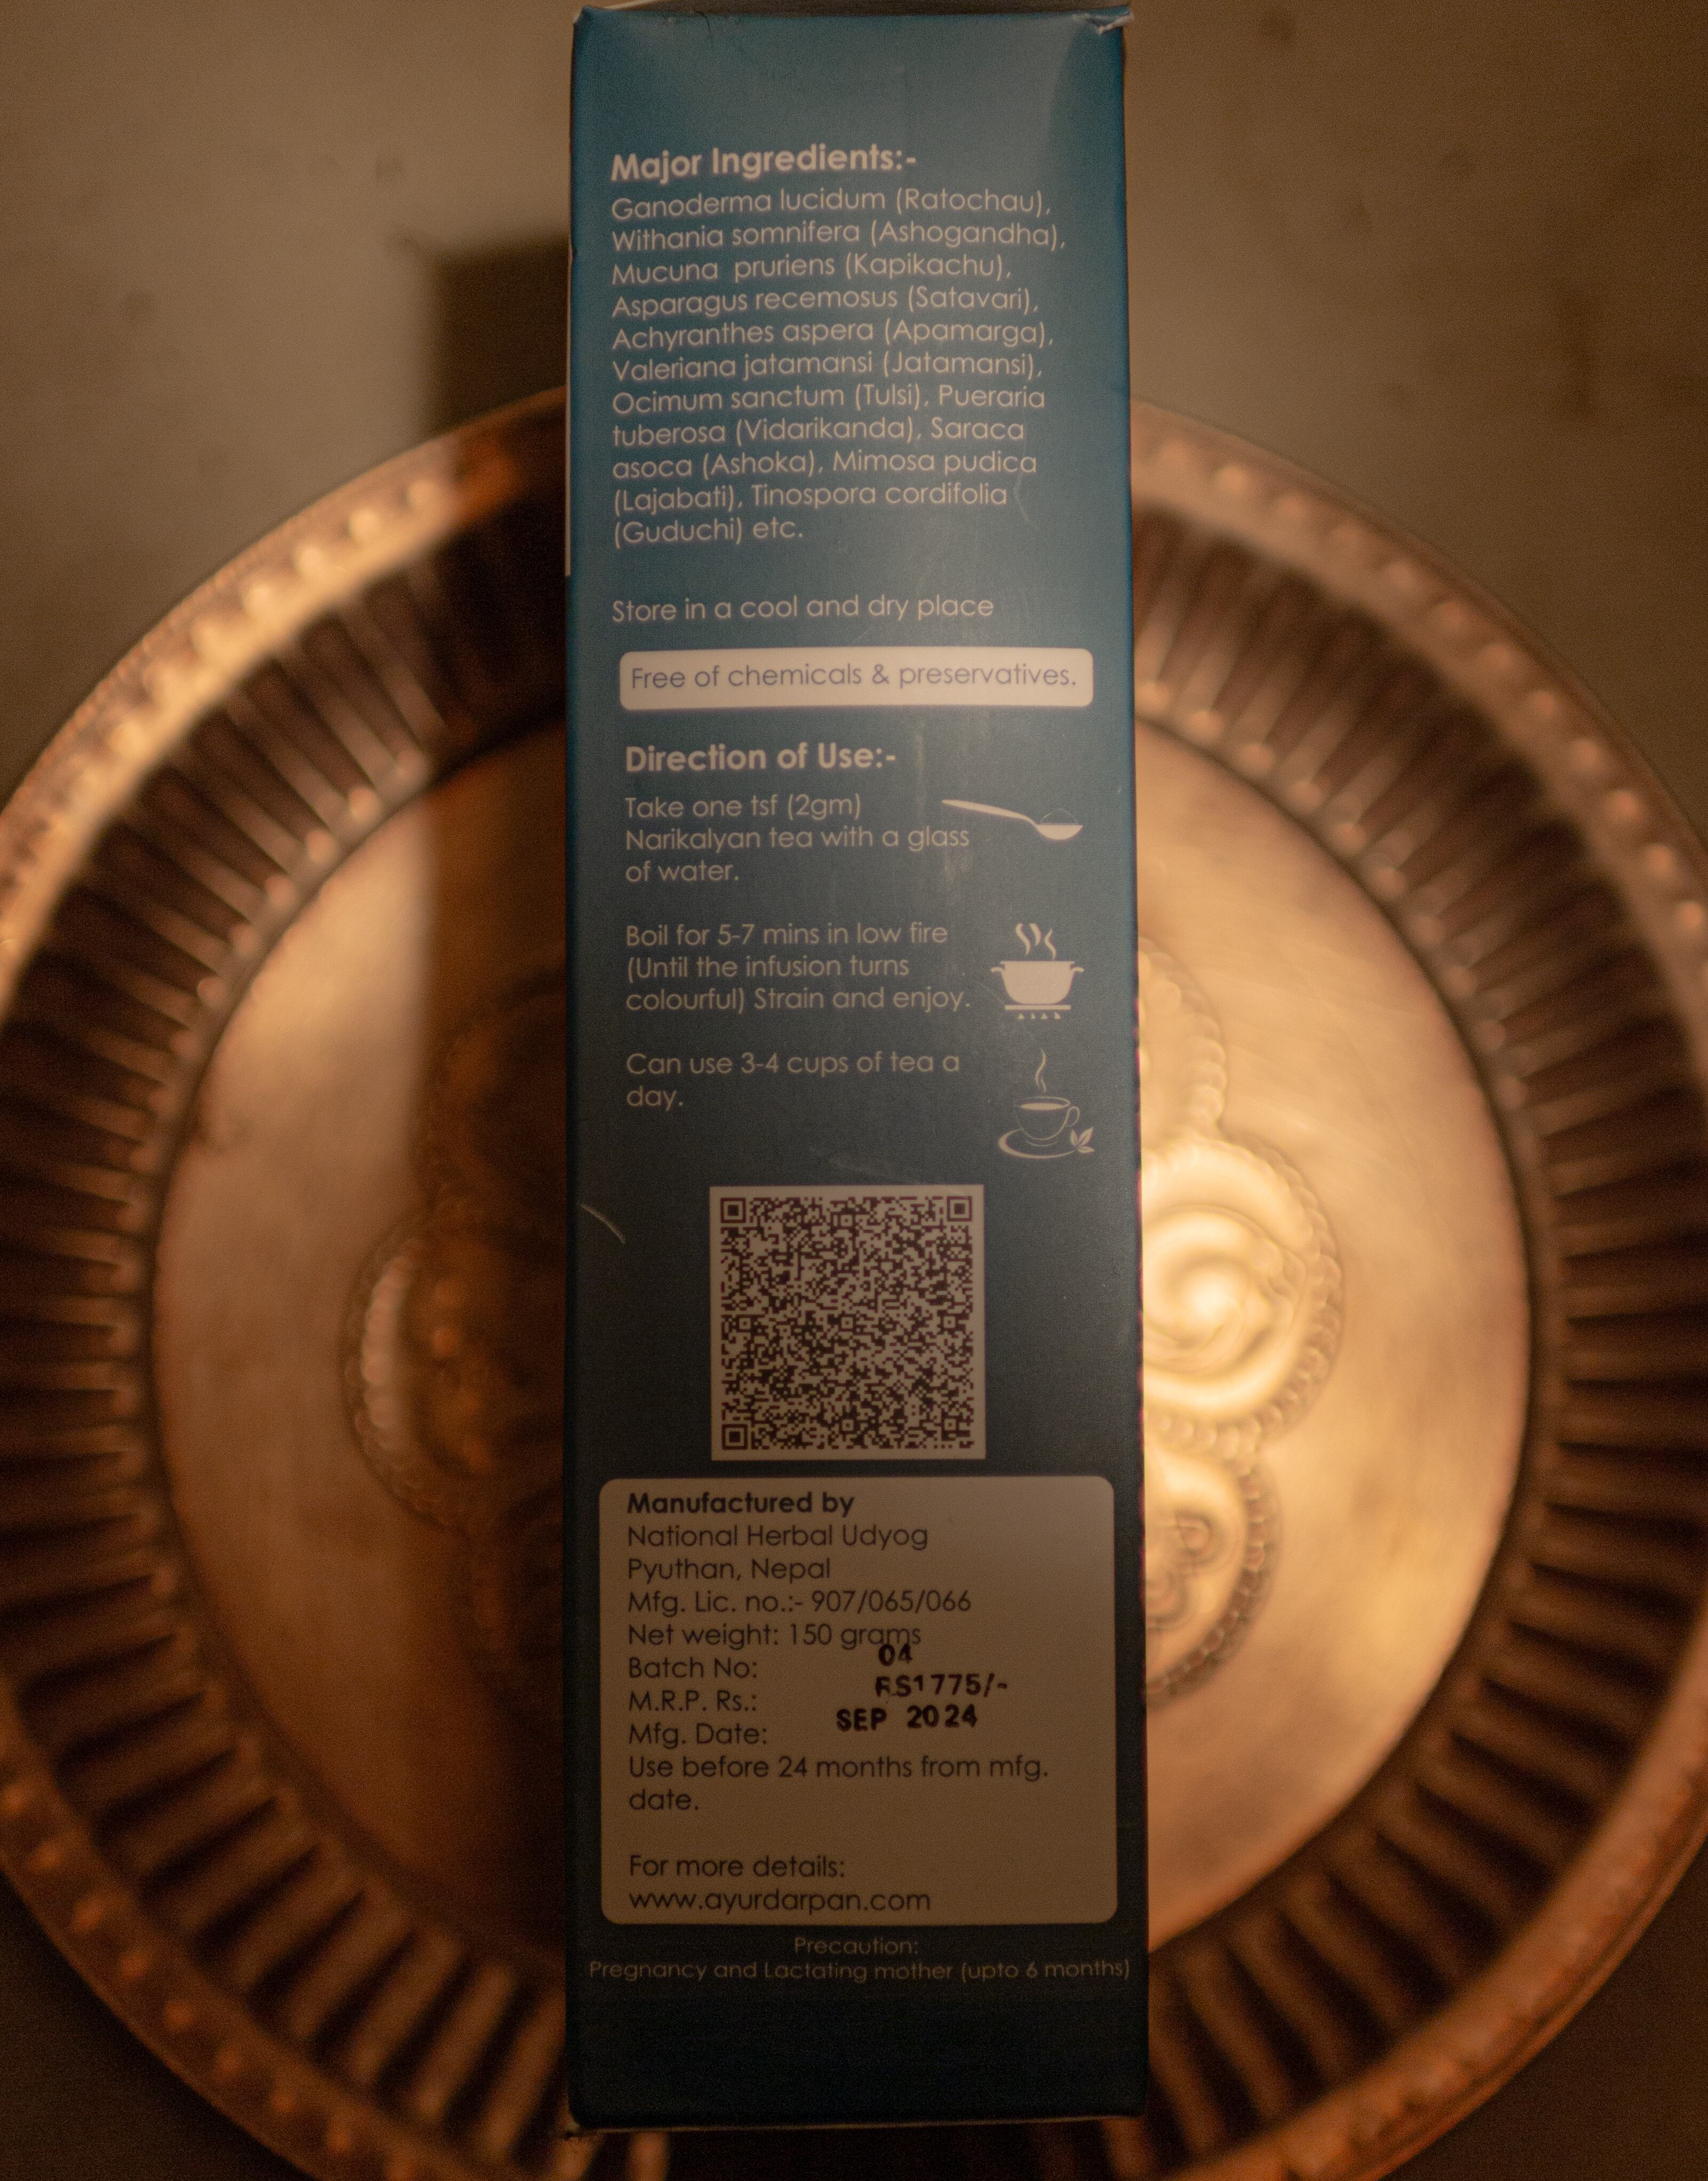 Major Ingredients:-
Ganoderma lucidum (Ratochau),
Withania somnifera (Ashogandha),
Mucuna pruriens (Kapikachu),
Asparagus recemosus (Satavari),
Achyranthes aspera (Apamarga),
Valeriana jatamansi (Jatamansi),
Ocimum sanctum (Tulsi), Pueraria
tuberosa (Vidarikanda), Saraca
asoca (Ashoka), Mimosa pudica
(Lajabati), Tinospora cordifolia
(Guduchi) etc.
Store in a cool and dry place
Free of chemicals & preservatives.
Direction of Use:-
Take one tsf (2gm)
Narikalyan tea with a glass
of water.
Boil for 5-7 mins in low fire
(Until the infusion turns
colourful) Strain and enjoy.
Can use 3-4 cups of tea a
day.
Manufactured by
National Herbal Udyog
Pyuthan, Nepal
Mfg. Lic. no.:- 907/065/066
Net weight: 150 grams
Batch No: 04
M.R.P. Rs.: RS1775/-
Mfg. Date: SEP 2024
Use before 24 months from mfg.
date.
For more details:
www.ayurdarpan.com
Precaution:
Pregnancy and Lactating mother (upto 6 months)